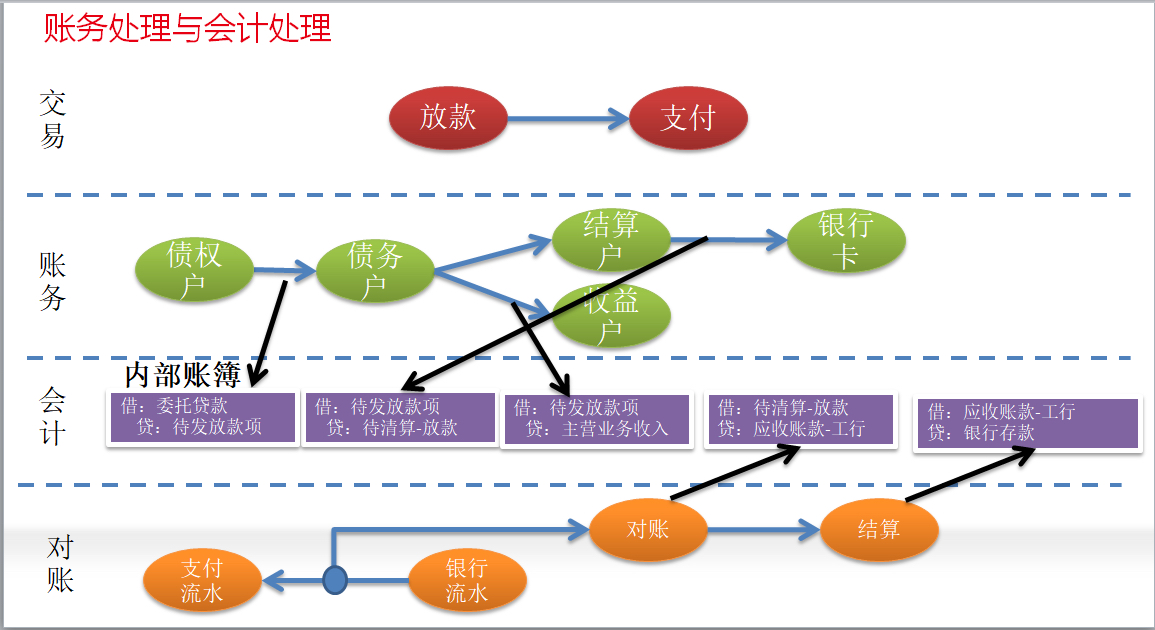 账务处理与会计处理
交
易
放款
支付
账
务
债权
户
债务
户
结算
户
收益
户
银行
卡
会
计
内部账簿
借：委托贷款
贷：待发放款项
借：待发放款项
贷：待清算-放款
借：待发放款项
贷：主营业务收入
借：待清算-放款
贷：应收账款-工行
借：应收账款-工行
贷：银行存款
对
账
支付
流水
银行
流水
对账
结算